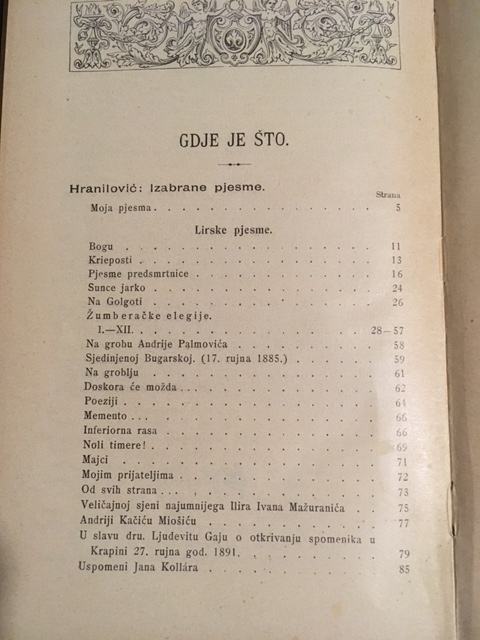 GDJE JE ŠTO.
Hranilović: Izabrane pjesme.
Strana
Moja pjesma . . . . . . . . . . . . . . . 5
Lirske pjesme.
Bogu . . . . . . . . . . . . . . . . . 11
Krieposti . . . . . . . . . . . . . . . . 13
Pjesme predsmrtnice . . . . . . . . . . . . 16
Sunce jarko . . . . . . . . . . . . . . . 24
Na Golgoti . . . . . . . . . . . . . . . 26
Žumberačke elegije.
I.—XII. . . . . . . . . . . . . . . 28–57
Na grobu Andrije Palmovića . . . . . . . . . 58
Sjedinjenoj Bugarskoj. (17. rujna 1885.) . . . . . 59
Na groblju . . . . . . . . . . . . . . . 61
Doskora će možda . . . . . . . . . . . . . 62
Poeziji . . . . . . . . . . . . . . . . 64
Memento . . . . . . . . . . . . . . . . 66
Inferiorna rasa . . . . . . . . . . . . . . 66
Noli timere! . . . . . . . . . . . . . . . 69
Majci . . . . . . . . . . . . . . . . . 71
Mojim prijateljima . . . . . . . . . . . . . 72
Od svih strana . . . . . . . . . . . . . . 73
Veličajnoj sjeni najumnijega Ilira Ivana Mažuranića . . 75
Andriji Kačiću Miošiću . . . . . . . . . . . 77
U slavu dru. Ljudevitu Gaju o otkrivanju spomenika u
Krapini 27. rujna god. 1891. . . . . . . . . 79
Uspomeni Jana Kollára . . . . . . . . . . . 85